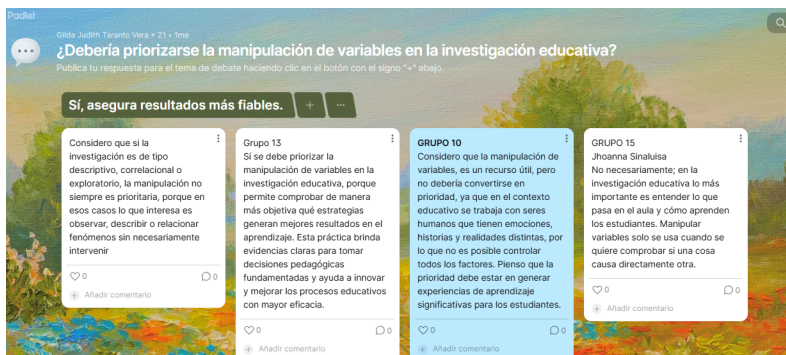 Padlet
Gilda Judith Taranto Vera + 21 • 1me
¿Debería priorizarse la manipulación de variables en la investigación educativa?
Publica tu respuesta para el tema de debate haciendo clic en el botón con el signo "+" abajo.
Sí, asegura resultados más fiables.
Considero que si la
investigación es de tipo
descriptivo, correlacional o
exploratorio, la manipulación no
siempre es prioritaria, porque en
esos casos lo que interesa es
observar, describir o relacionar
fenómenos sin necesariamente
intervenir
0
0
Añadir comentario
Grupo 13
Sí se debe priorizar la
manipulación de variables en la
investigación educativa, porque
permite comprobar de manera
más objetiva qué estrategias
generan mejores resultados en el
aprendizaje. Esta práctica brinda
evidencias claras para tomar
decisiones pedagógicas
fundamentadas y ayuda a innovar
y mejorar los procesos educativos
con mayor eficacia.
0
0
Añadir comentario
GRUPO 10
Considero que la manipulación de
variables, es un recurso útil, pero
no debería convertirse en
prioridad, ya que en el contexto
educativo se trabaja con seres
humanos que tienen emociones,
historias y realidades distintas, por
lo que no es posible controlar
todos los factores. Pienso que la
prioridad debe estar en generar
experiencias de aprendizaje
significativas para los estudiantes.
0
0
Añadir comentario
GRUPO 15
Jhoanna Sinaluisa
No necesariamente; en la
investigación educativa lo más
importante es entender lo que
pasa en el aula y cómo aprenden
los estudiantes. Manipular
variables solo se usa cuando se
quiere comprobar si una cosa
causa directamente otra.
0
0
Añadir comentario